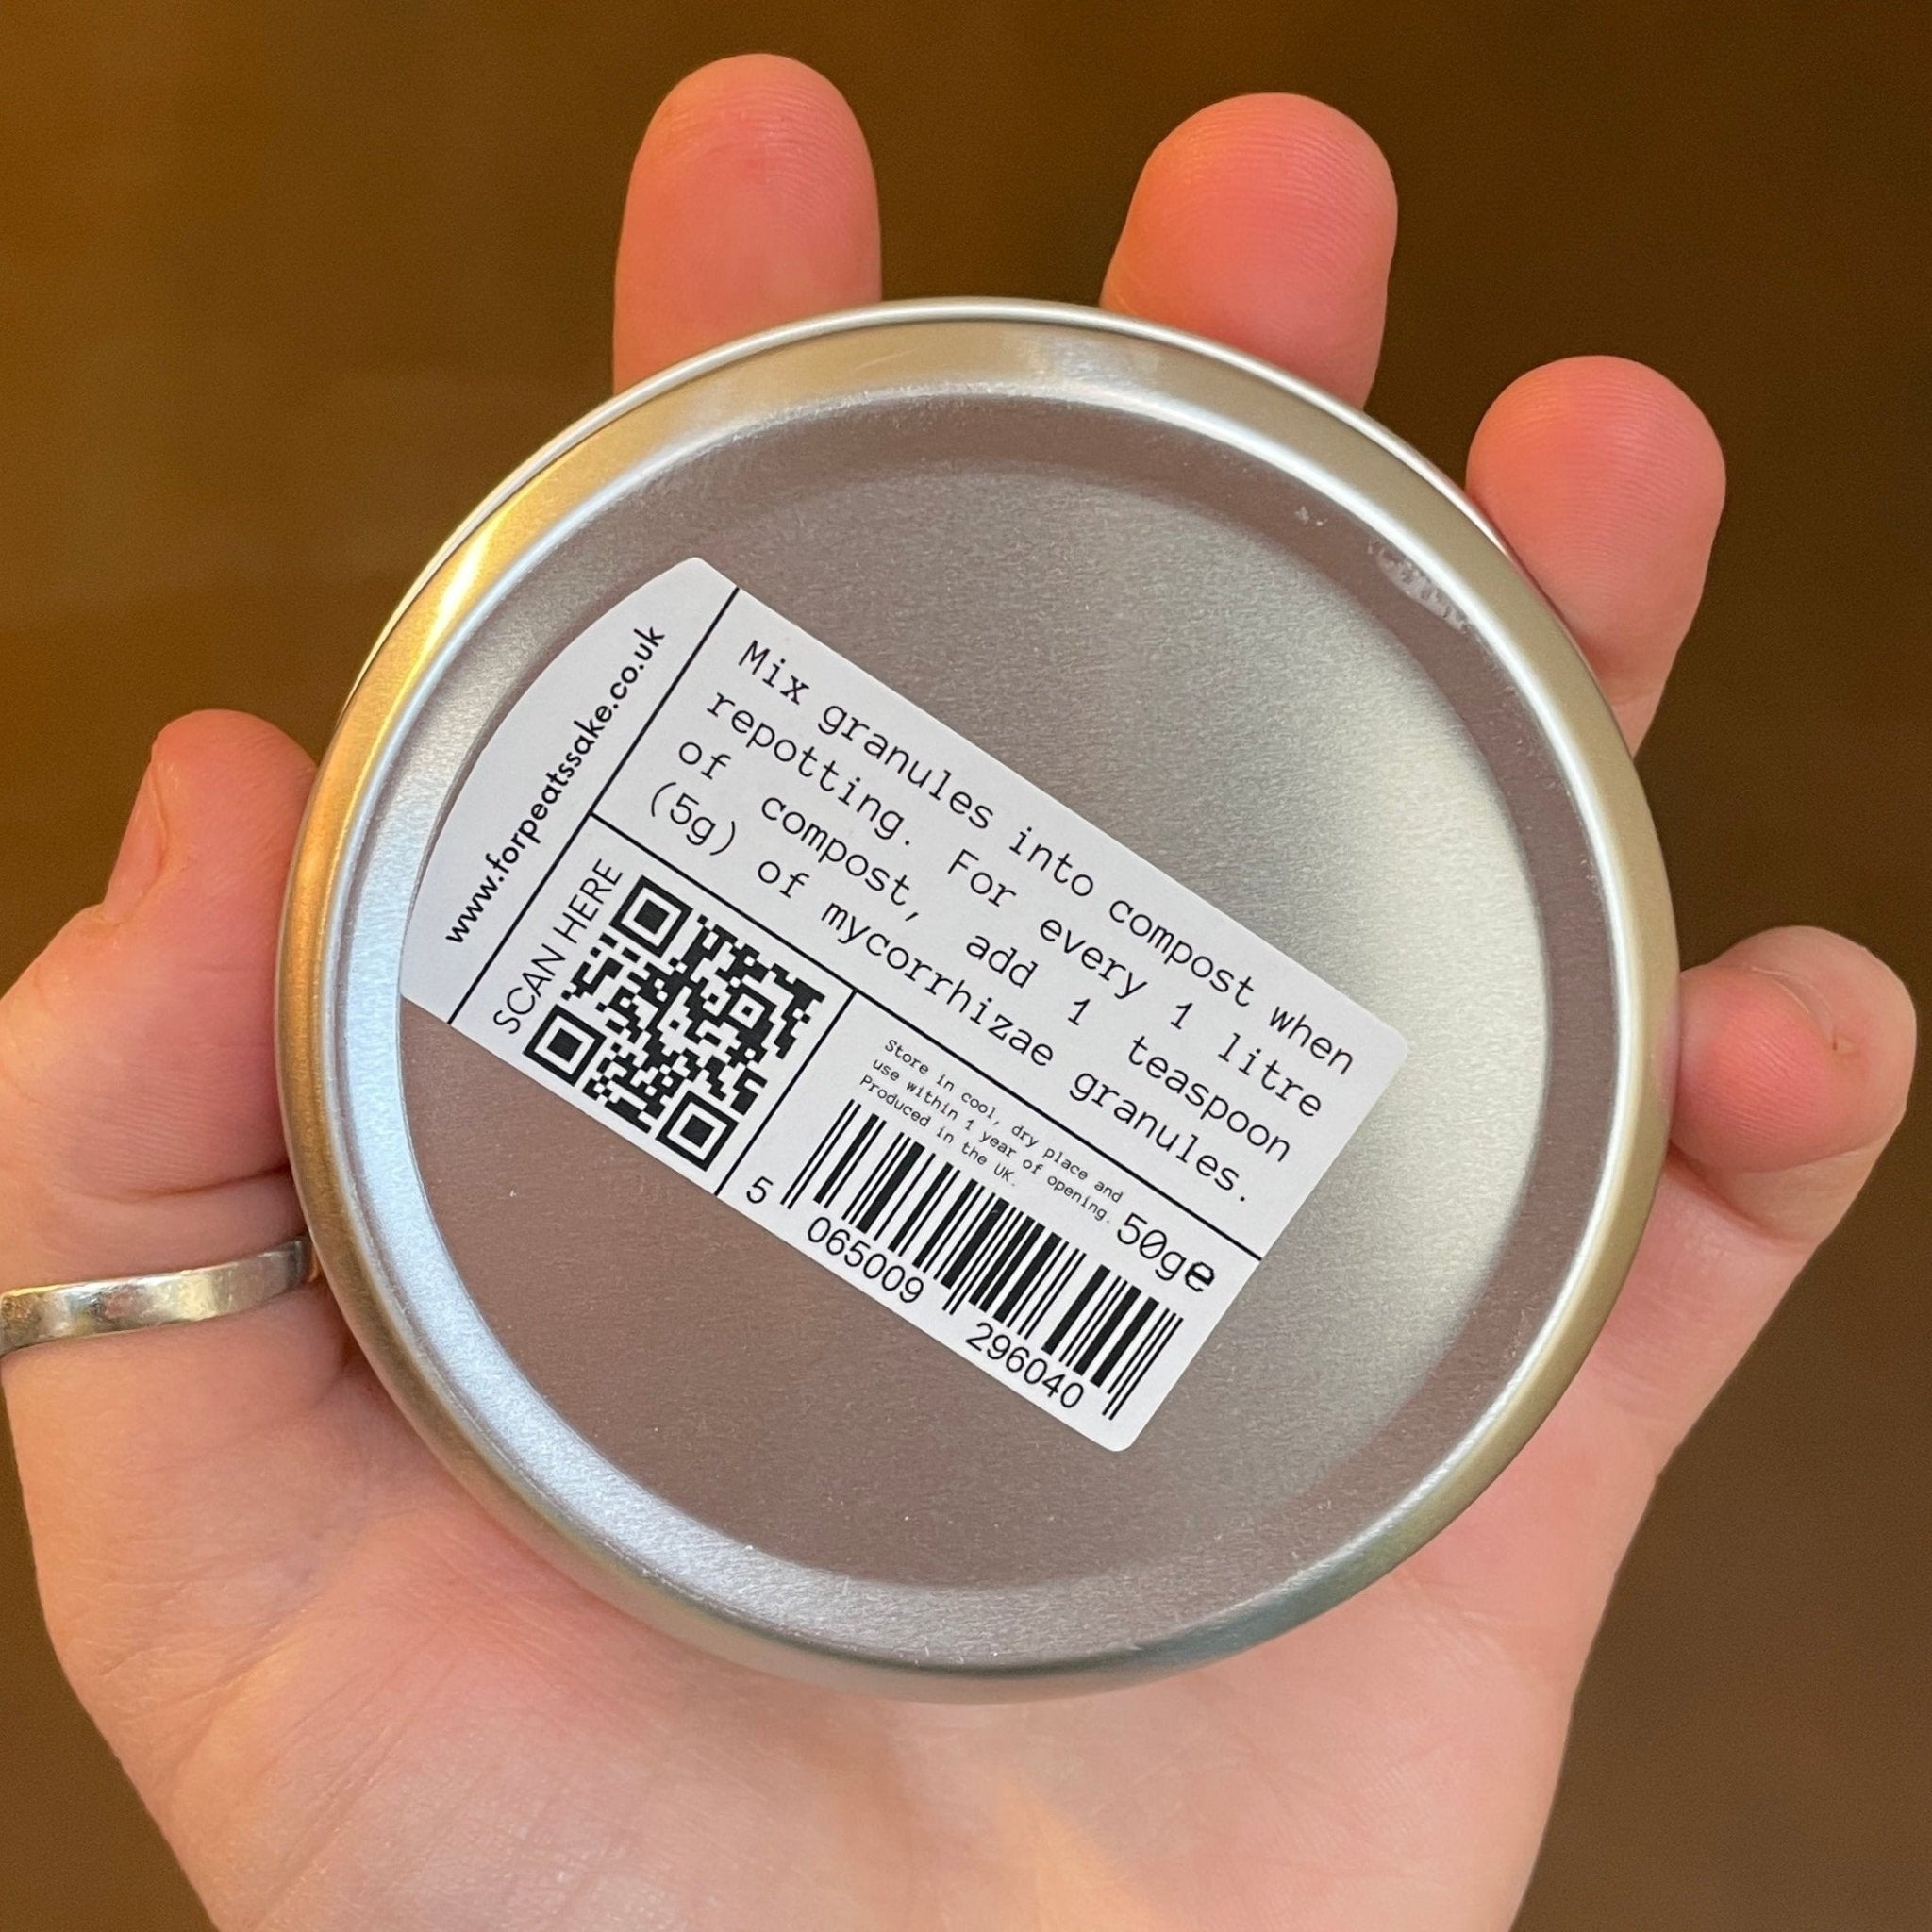 www.forpeatssake.co.uk
Mix granules into compost when
repotting. For every 1 litre
of compost, add 1 teaspoon
(5g) of mycorrhizae granules.
SCAN HERE
Store in cool, dry place and
use within 1 year of opening.
Produced in the UK.
50g℮
5 065009 296040